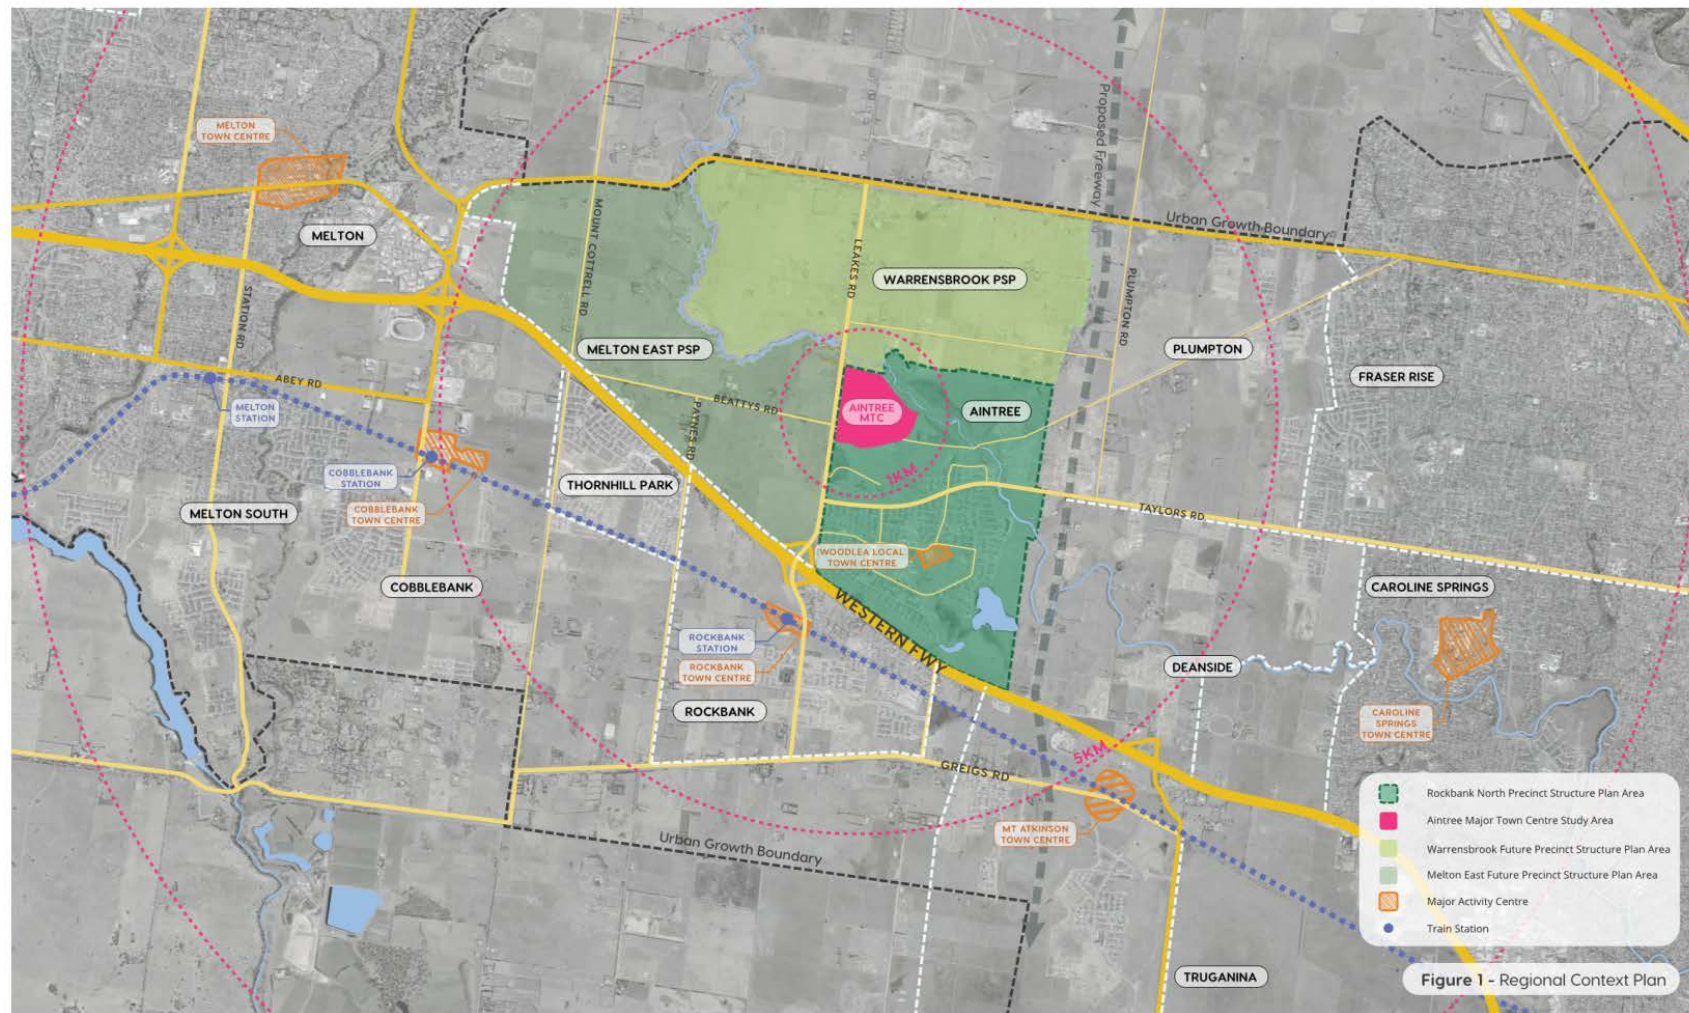 MELTON
TOWN CENTRE
Proposed Freeway
MOUNT COTTRELL RD
Urban Growth Boundary
MELTON
LEAKES RD
WARRENSBROOK PSP
PLUMPTON RD
STATION RD
MELTON EAST PSP
PLUMPTON
ABEY RD
FRASER RISE
MELTON
STATION
BEATTYS RD
AINTREE
MTC
AINTREE
PAYNES RD
COBBLEBANK
STATION
1KM
THORNHILL PARK
MELTON SOUTH
COBBLEBANK
TOWN CENTRE
TAYLORS RD
WOODLEA LOCAL
TOWN CENTRE
COBBLEBANK
CAROLINE SPRINGS
WESTERN FWY
ROCKBANK
STATION
ROCKBANK
TOWN CENTRE
DEANSIDE
ROCKBANK
CAROLINE
SPRINGS
TOWN CENTRE
5KM
GREIGS RD
MT ATKINSON
TOWN CENTRE
Urban Growth Boundary
TRUGANINA
Rockbank North Precinct Structure Plan Area
Aintree Major Town Centre Study Area
Warrensbrook Future Precinct Structure Plan Area
Melton East Future Precinct Structure Plan Area
Major Activity Centre
Train Station
Figure 1 - Regional Context Plan